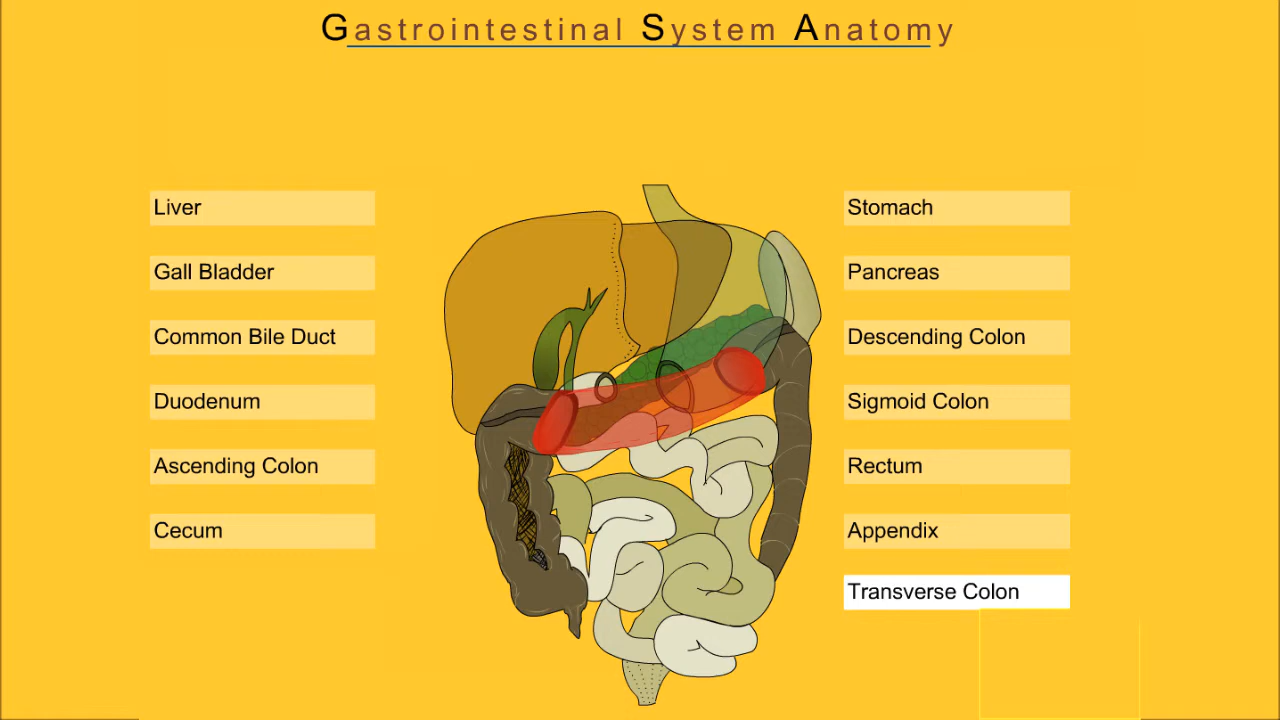 Gastrointestinal System Anatomy
Liver
Gall Bladder
Common Bile Duct
Duodenum
Ascending Colon
Cecum
Stomach
Pancreas
Descending Colon
Sigmoid Colon
Rectum
Appendix
Transverse Colon